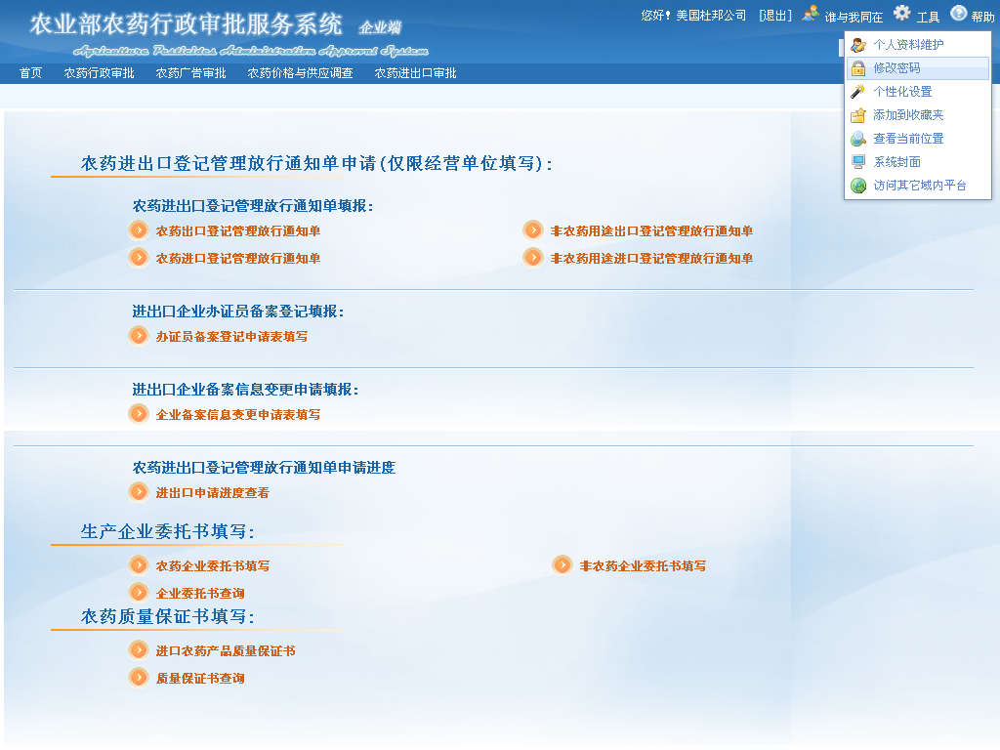 农业部农药行政审批服务系统 企业端
Agriculture Pesticides Administration Approval System
您好! 美国杜邦公司 [退出] 谁与我同在 工具 帮助
首页 农药行政审批 农药广告审批 农药价格与供应调查 农药进出口审批
个人资料维护
修改密码
个性化设置
添加到收藏夹
查看当前位置
系统封面
访问其它域内平台
农药进出口登记管理放行通知单申请(仅限经营单位填写):
农药进出口登记管理放行通知单填报:
农药出口登记管理放行通知单 非农药用途出口登记管理放行通知单
农药进口登记管理放行通知单 非农药用途进口登记管理放行通知单
进出口企业办证员备案登记填报:
办证员备案登记申请表填写
进出口企业备案信息变更申请填报:
企业备案信息变更申请表填写
农药进出口登记管理放行通知单申请进度
进出口申请进度查看
生产企业委托书填写:
农药企业委托书填写 非农药企业委托书填写
企业委托书查询
农药质量保证书填写:
进口农药产品质量保证书
质量保证书查询